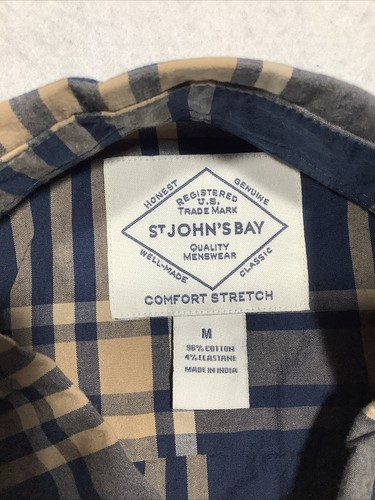 HONEST GENUINE
REGISTERED
U.S.
TRADE MARK
ST JOHN'S BAY
QUALITY
MENSWEAR
WELL-MADE CLASSIC
COMFORT STRETCH
M
96% COTTON
4% ELASTANE
MADE IN INDIA